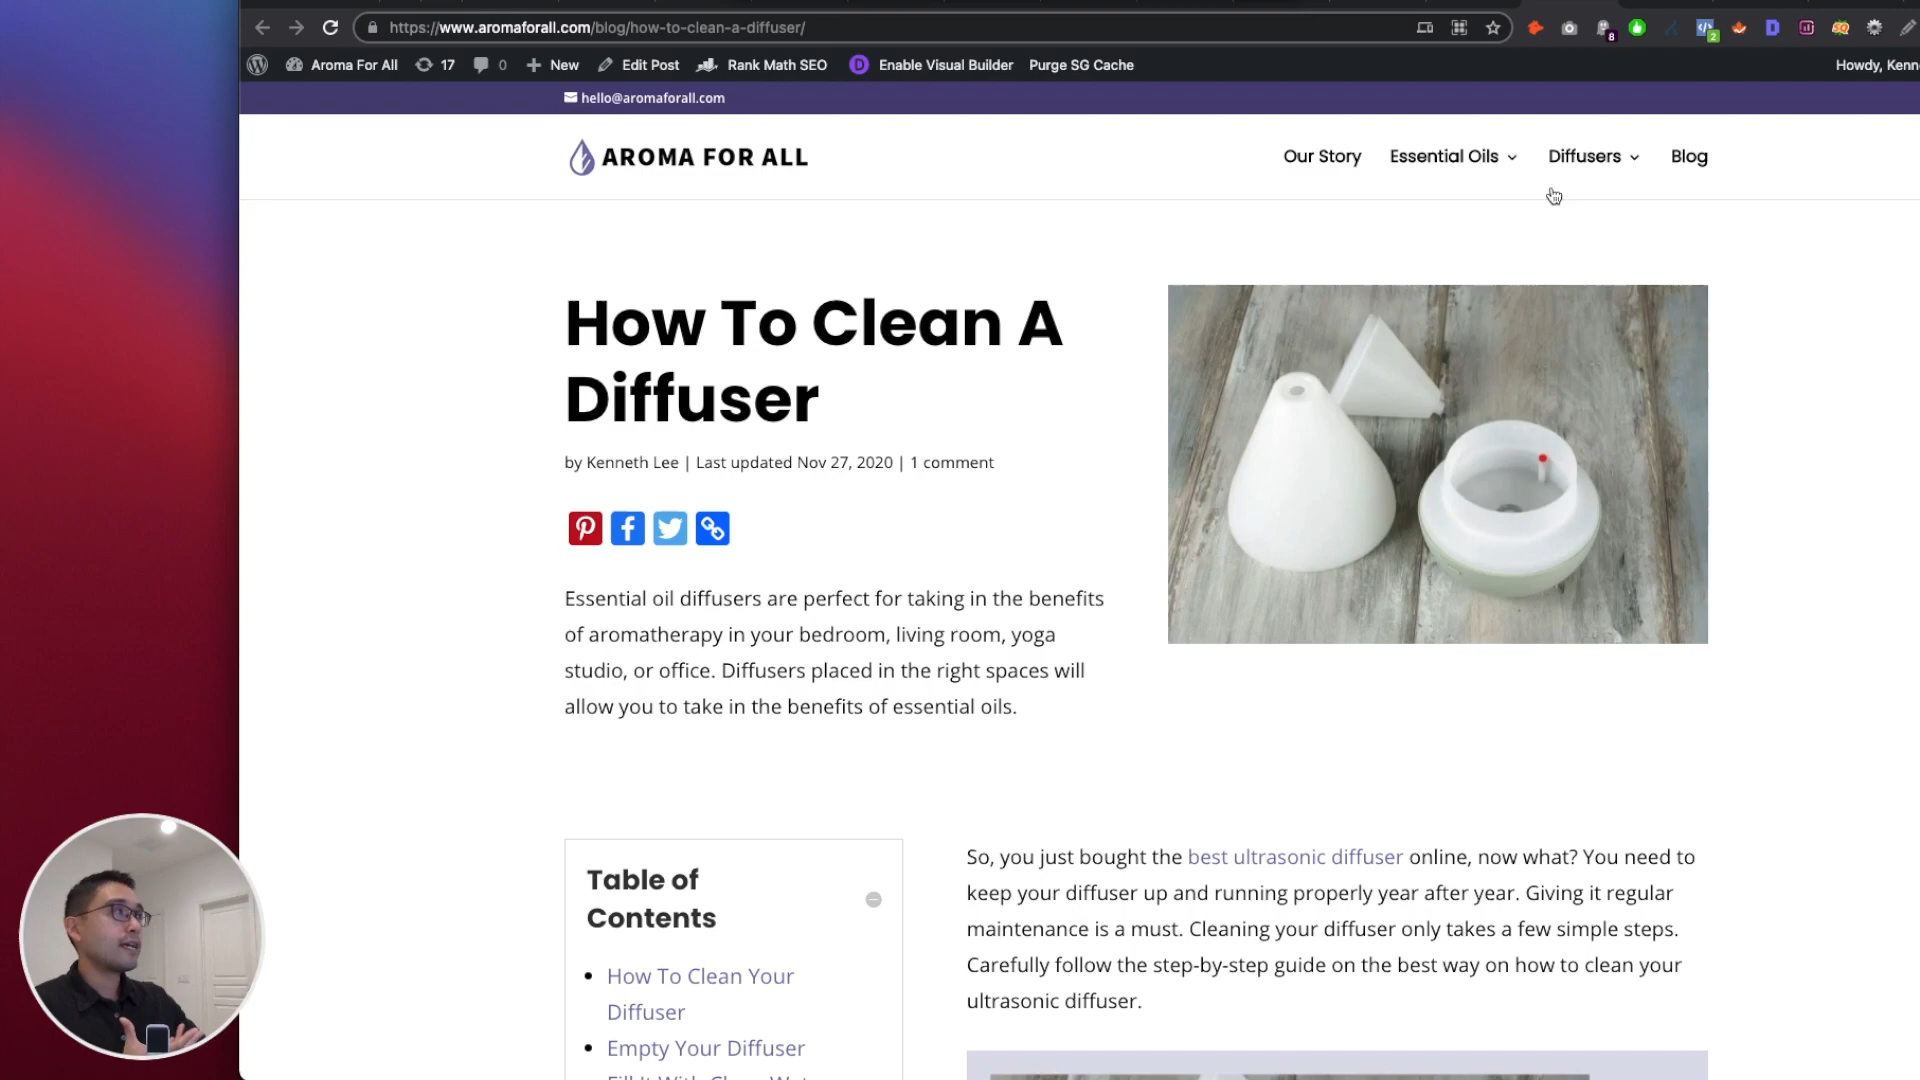 https://www.aromaforall.com/blog/how-to-clean-a-diffuser/
8
2
Aroma For All 17 0 New Edit Post Rank Math SEO Enable Visual Builder Purge SG Cache Howdy, Kenn
hello@aromaforall.com
AROMA FOR ALL
Our Story Essential Oils Diffusers Blog
How To Clean A
Diffuser
by Kenneth Lee | Last updated Nov 27, 2020 | 1 comment
Essential oil diffusers are perfect for taking in the benefits
of aromatherapy in your bedroom, living room, yoga
studio, or office. Diffusers placed in the right spaces will
allow you to take in the benefits of essential oils.
Table of
Contents
How To Clean Your
Diffuser
Empty Your Diffuser
So, you just bought the best ultrasonic diffuser online, now what? You need to
keep your diffuser up and running properly year after year. Giving it regular
maintenance is a must. Cleaning your diffuser only takes a few simple steps.
Carefully follow the step-by-step guide on the best way on how to clean your
ultrasonic diffuser.